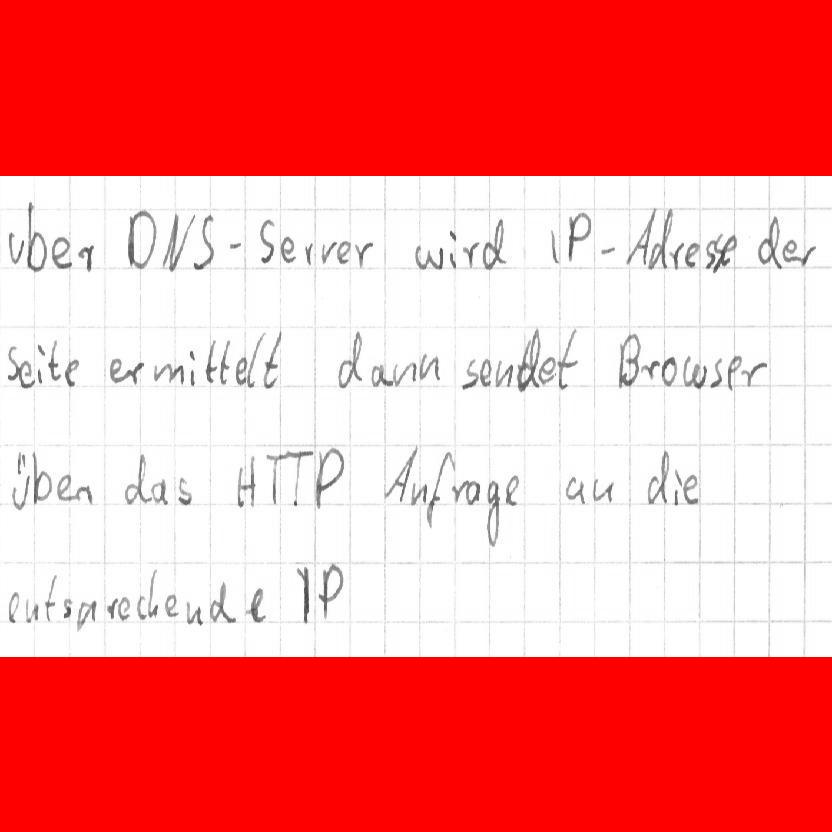 über DNS-Server wird IP-Adresse der
Seite ermittelt dann sendet Browser
über das HTTP Anfrage an die
entsprechende IP